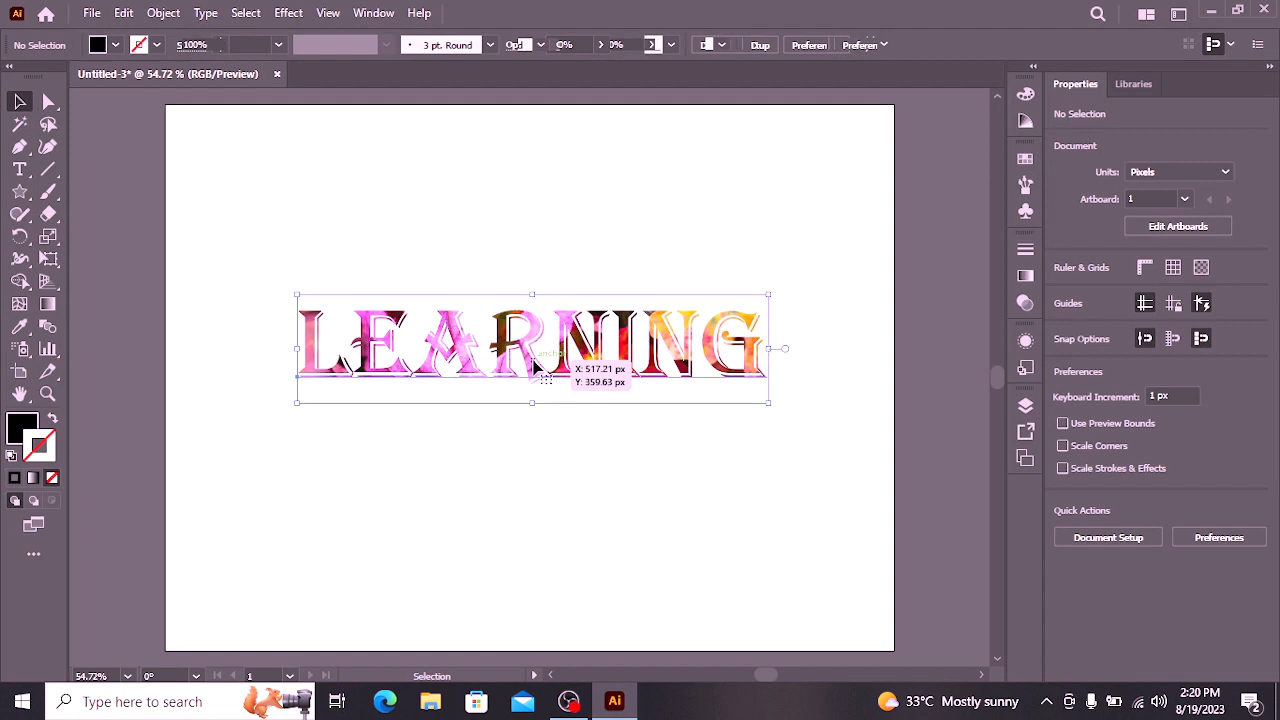 Ai File Edit Object Type Select Effect View Window Help
No Selection 100% 3 pt. Round
Untitled-3* @ 54.72 % (RGB/Preview)
Properties Libraries
No Selection
Document
Units: Pixels
Artboard: 1
Edit Artboards
Ruler & Grids
Guides
Snap Options
Preferences
Keyboard Increment: 1 px
Use Preview Bounds
Scale Corners
Scale Strokes & Effects
Quick Actions
Document Setup Preferences
LEARNING
X: 517.21 px
Y: 359.63 px
54.72% 0° 1 Selection
Type here to search
Ai
33°C Mostly sunny
2:20 PM
8/19/2023
2